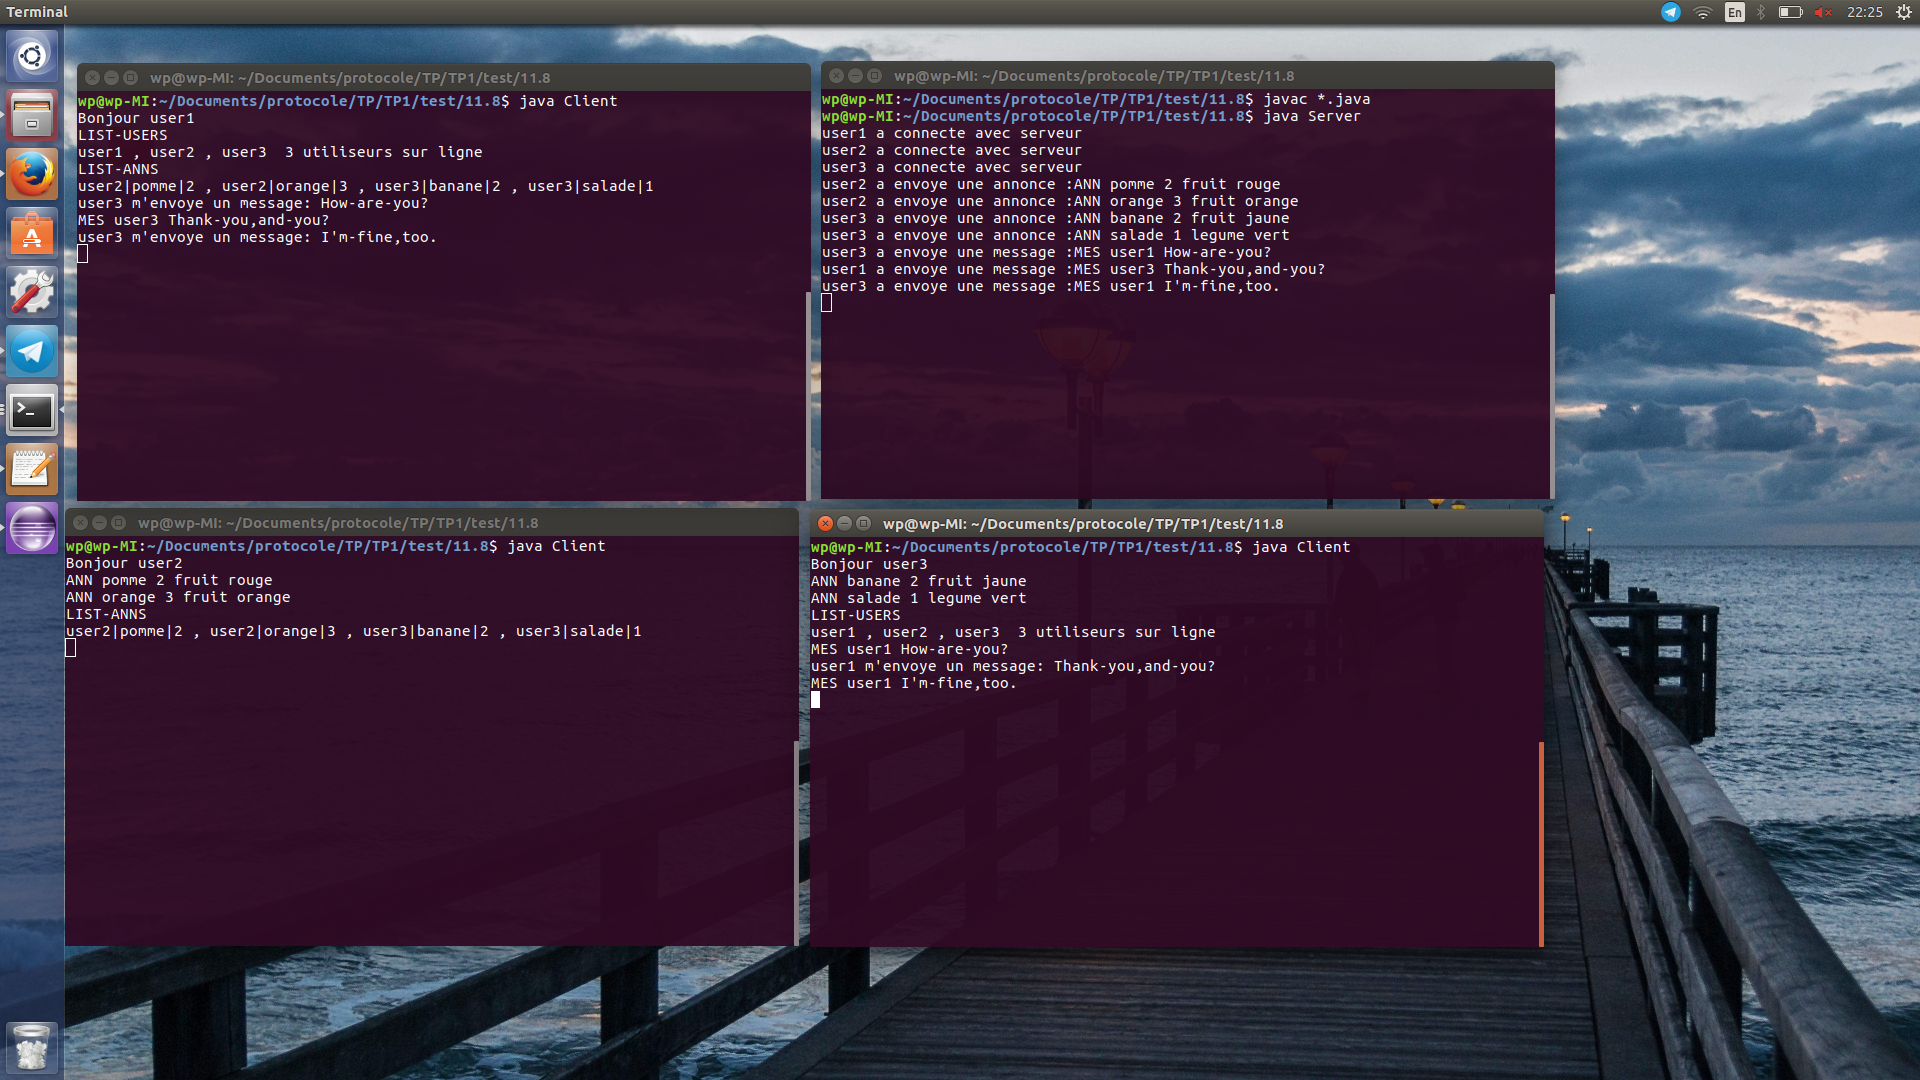 Terminal
En
22:25
wp@wp-MI: ~/Documents/protocole/TP/TP1/test/11.8
wp@wp-MI:~/Documents/protocole/TP/TP1/test/11.8$ java Client
Bonjour user1
LIST-USERS
user1 , user2 , user3  3 utiliseurs sur ligne
LIST-ANNS
user2|pomme|2 , user2|orange|3 , user3|banane|2 , user3|salade|1
user3 m'envoye un message: How-are-you?
MES user3 Thank-you,and-you?
user3 m'envoye un message: I'm-fine,too.
wp@wp-MI: ~/Documents/protocole/TP/TP1/test/11.8
wp@wp-MI:~/Documents/protocole/TP/TP1/test/11.8$ javac *.java
wp@wp-MI:~/Documents/protocole/TP/TP1/test/11.8$ java Server
user1 a connecte avec serveur
user2 a connecte avec serveur
user3 a connecte avec serveur
user2 a envoye une annonce :ANN pomme 2 fruit rouge
user2 a envoye une annonce :ANN orange 3 fruit orange
user3 a envoye une annonce :ANN banane 2 fruit jaune
user3 a envoye une annonce :ANN salade 1 legume vert
user3 a envoye une message :MES user1 How-are-you?
user1 a envoye une message :MES user3 Thank-you,and-you?
user3 a envoye une message :MES user1 I'm-fine,too.
wp@wp-MI: ~/Documents/protocole/TP/TP1/test/11.8
wp@wp-MI:~/Documents/protocole/TP/TP1/test/11.8$ java Client
Bonjour user2
ANN pomme 2 fruit rouge
ANN orange 3 fruit orange
LIST-ANNS
user2|pomme|2 , user2|orange|3 , user3|banane|2 , user3|salade|1
wp@wp-MI: ~/Documents/protocole/TP/TP1/test/11.8
wp@wp-MI:~/Documents/protocole/TP/TP1/test/11.8$ java Client
Bonjour user3
ANN banane 2 fruit jaune
ANN salade 1 legume vert
LIST-USERS
user1 , user2 , user3  3 utiliseurs sur ligne
MES user1 How-are-you?
user1 m'envoye un message: Thank-you,and-you?
MES user1 I'm-fine,too.